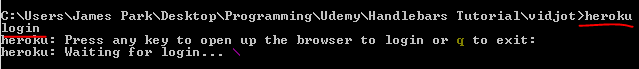 C:\Users\James Park\Desktop\Programming\Udemy\Handlebars Tutorial\vidjot>heroku
login
heroku: Press any key to open up the browser to login or q to exit:
heroku: Waiting for login... \